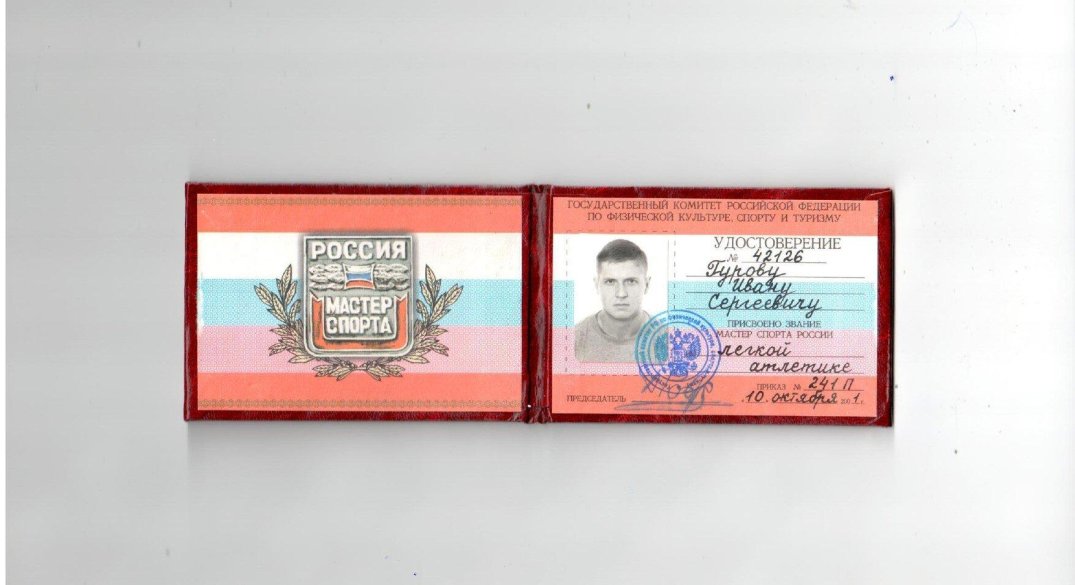 РОССИЯ
МАСТЕР
СПОРТА
ГОСУДАРСТВЕННЫЙ КОМИТЕТ РОССИЙСКОЙ ФЕДЕРАЦИИ
ПО ФИЗИЧЕСКОЙ КУЛЬТУРЕ, СПОРТУ И ТУРИЗМУ
УДОСТОВЕРЕНИЕ
№ 42126
Гурову
Ивану
Сергеевичу
ПРИСВОЕНО ЗВАНИЕ
МАСТЕР СПОРТА РОССИИ
легкой
атлетике
ПРИКАЗ № 241 П
ПРЕДСЕДАТЕЛЬ
10. октября 2001 г.